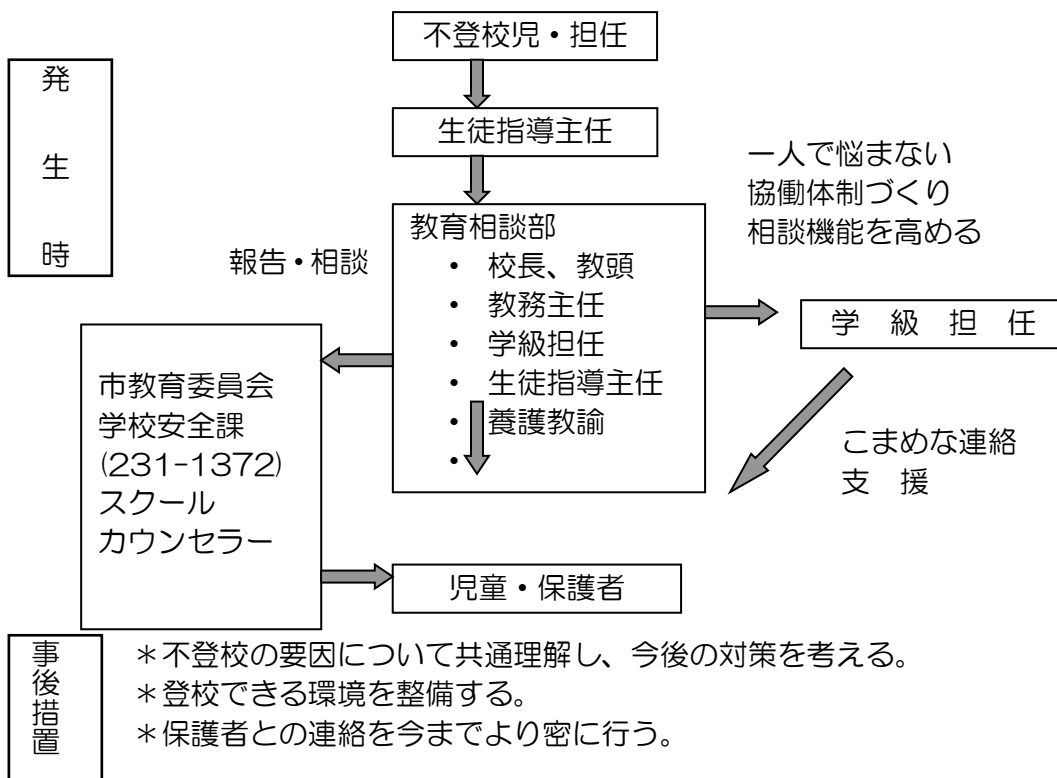 不登校児・担任
発生時
生徒指導主任
一人で悩まない
協働体制づくり
相談機能を高める
教育相談部
・ 校長、教頭
・ 教務主任
・ 学級担任
・ 生徒指導主任
・ 養護教諭
・
報告・相談
学 級 担 任
市教育委員会
学校安全課
(231-1372)
スクール
カウンセラー
こまめな連絡
支 援
児童・保護者
事後措置
＊不登校の要因について共通理解し、今後の対策を考える。
＊登校できる環境を整備する。
＊保護者との連絡を今までより密に行う。